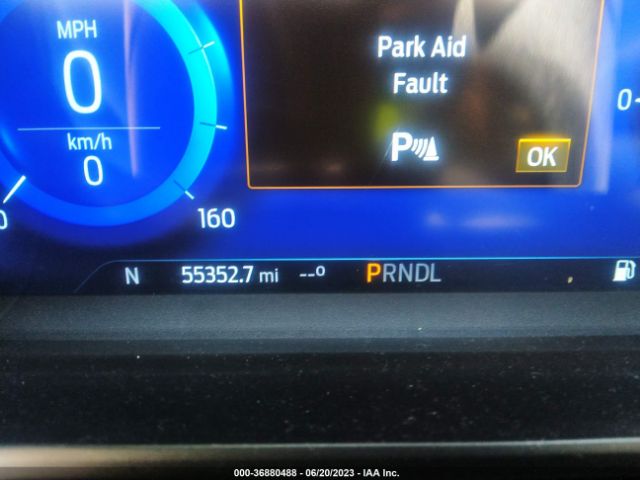 MPH
0
km/h
0
160
160
Park Aid
Fault
P
OK
0
N 55352.7 mi --° PRNDL
000-36880488 - 06/20/2023 - IAA Inc.